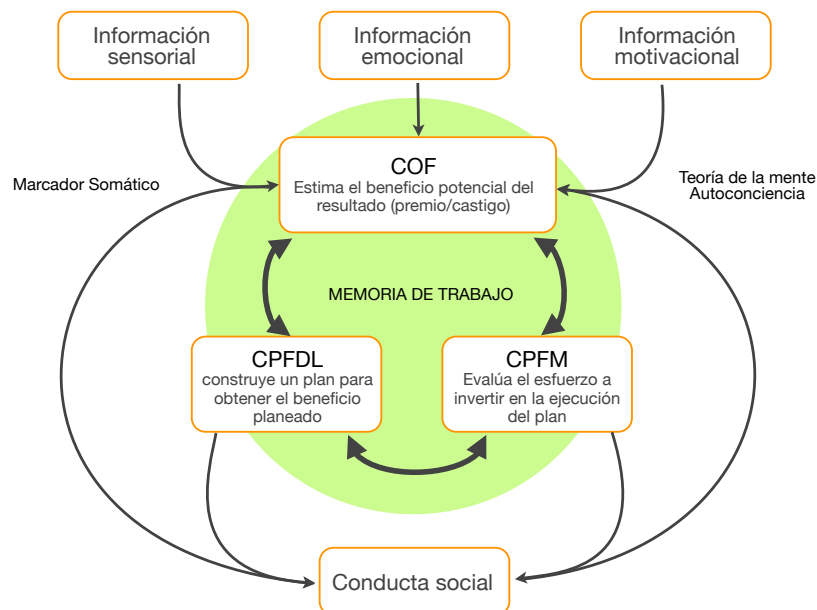 Información
sensorial
Información
emocional
Información
motivacional
COF
Estima el beneficio potencial del
resultado (premio/castigo)
Marcador Somático
Teoría de la mente
Autoconciencia
MEMORIA DE TRABAJO
CPFDL
construye un plan para
obtener el beneficio
planeado
CPFM
Evalúa el esfuerzo a
invertir en la ejecución
del plan
Conducta social